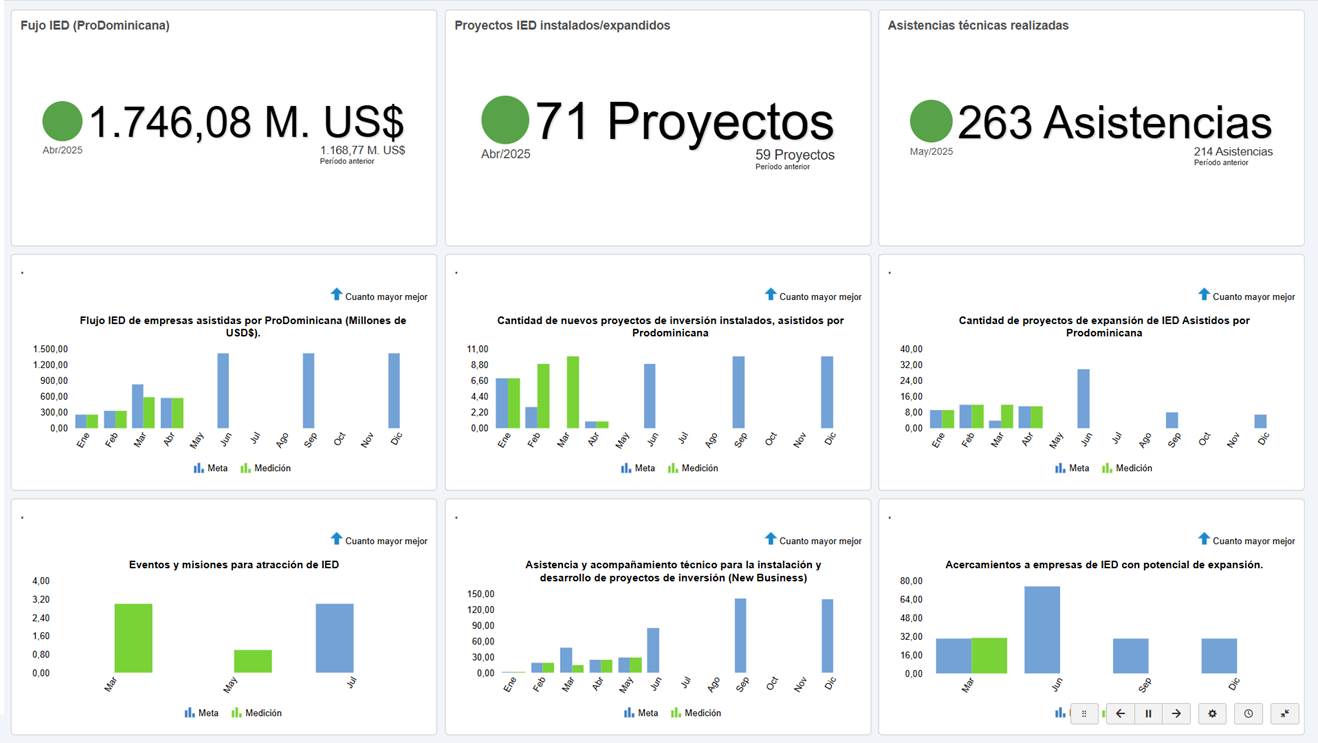 Fujo IED (ProDominicana)
1.746,08 M. US$
Abr/2025
1.168,77 M. US$
Período anterior
Proyectos IED instalados/expandidos
71 Proyectos
Abr/2025
59 Proyectos
Período anterior
Asistencias técnicas realizadas
263 Asistencias
May/2025
214 Asistencias
Período anterior
.
Cuanto mayor mejor
Flujo IED de empresas asistidas por ProDominicana (Millones de
USD$).
1.500,00
1.200,00
900,00
600,00
300,00
0,00
Ene Feb Mar Abr May Jun Jul Ago Sep Oct Nov Dic
Meta Medición
.
Cuanto mayor mejor
Cantidad de nuevos proyectos de inversión instalados, asistidos por
Prodominicana
11,00
8,80
6,60
4,40
2,20
0,00
Ene Feb Mar Abr May Jun Jul Ago Sep Oct Nov Dic
Meta Medición
.
Cuanto mayor mejor
Cantidad de proyectos de expansión de IED Asistidos por
Prodominicana
40,00
32,00
24,00
16,00
8,00
0,00
Ene Feb Mar Abr May Jun Jul Ago Sep Oct Nov Dic
Meta Medición
.
Cuanto mayor mejor
Eventos y misiones para atracción de IED
4,00
3,20
2,40
1,60
0,80
0,00
Mar May Jul
Meta Medición
.
Cuanto mayor mejor
Asistencia y acompañamiento técnico para la instalación y
desarrollo de proyectos de inversión (New Business)
150,00
120,00
90,00
60,00
30,00
0,00
Ene Feb Mar Abr May Jun Jul Ago Sep Oct Nov Dic
Meta Medición
.
Cuanto mayor mejor
Acercamientos a empresas de IED con potencial de expansión.
80,00
64,00
48,00
32,00
16,00
0,00
Mar Jun Sep Dic